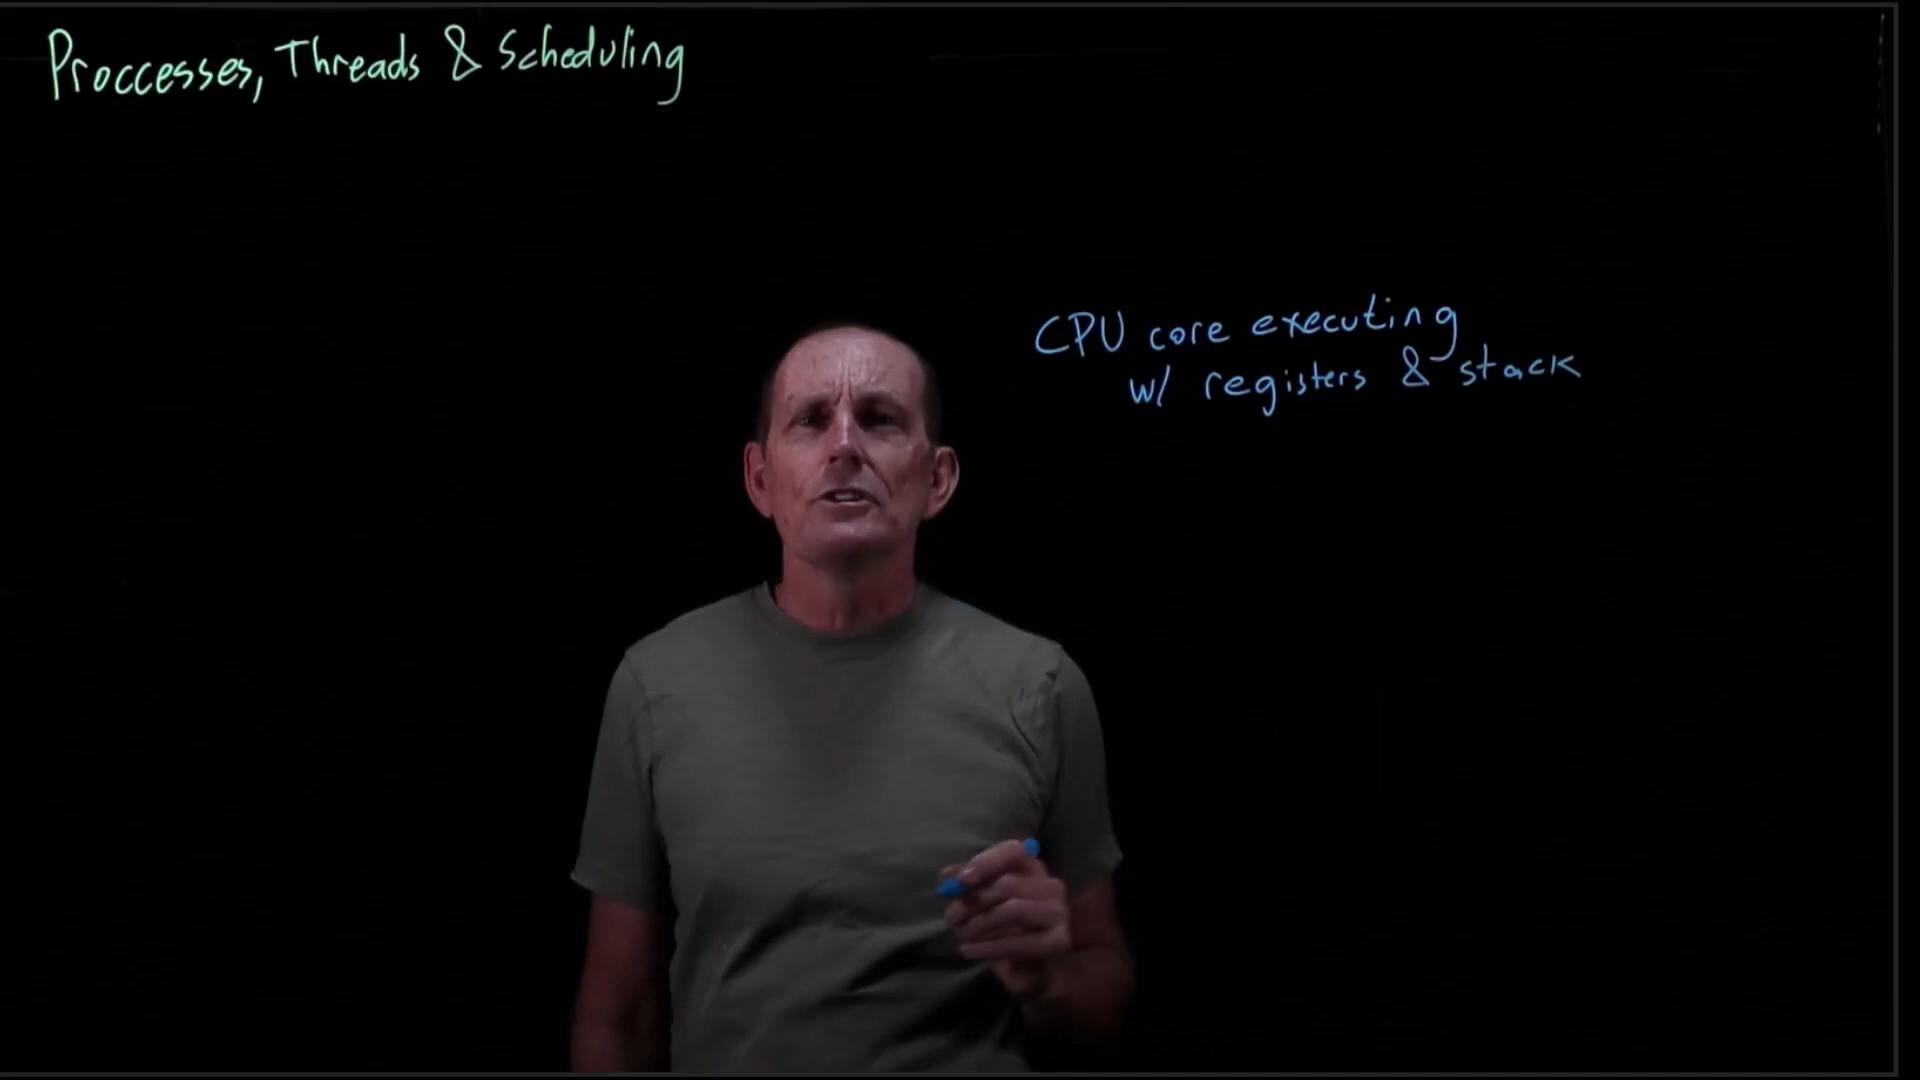 Proccesses, Threads & Scheduling
CPU core executing
w/ registers & stack